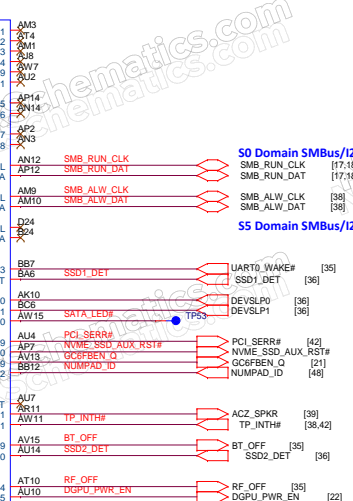 AM3
AT4
AM1
AJ8
AW7
AU2
AP14
AN14
AP2
AN3
S0 Domain SMBus/I2
AN12 SMB_RUN_CLK SMB_RUN_CLK [17,18
AP12 SMB_RUN_DAT SMB_RUN_DAT [17,18
AM9 SMB_ALW_CLK SMB_ALW_CLK [38]
AM10 SMB_ALW_DAT SMB_ALW_DAT [38]
S5 Domain SMBus/I2
D24
B24
BB7 UART0_WAKE# [35]
BA6 SSD1_DET SSD1_DET [36]
AK10 DEVSLP0 [36]
BC6 DEVSLP1 [36]
AW15 SATA_LED# TP53
AU4 PCI_SERR# PCI_SERR# [42]
AP7 NVME_SSD_AUX_RST# NVME_SSD_AUX_RST#
AV13 GC6FBEN_Q GC6FBEN_Q [21]
BB12 NUMPAD_ID NUMPAD_ID [48]
AU7
AR11 ACZ_SPKR [39]
AW11 TP_INTH# TP_INTH# [38,42]
AV15 BT_OFF BT_OFF [35]
AU14 SSD2_DET SSD2_DET [36]
AT10 RF_OFF RF_OFF [35]
AU10 DGPU_PWR_EN DGPU_PWR_EN [22]